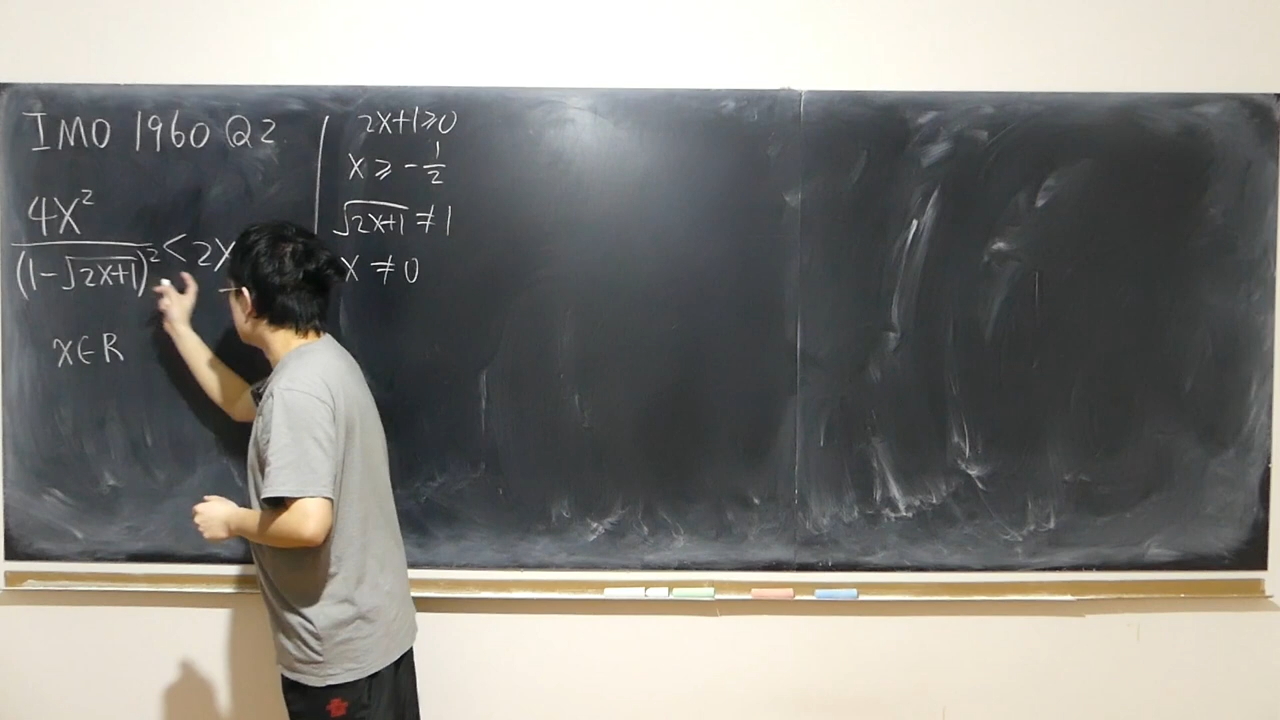 IMO 1960 Q2
4X²
(1-√2X+1)² < 2X
x∈R
2X+1≥0
X ≥ -1/2
√2X+1 ≠ 1
X ≠ 0